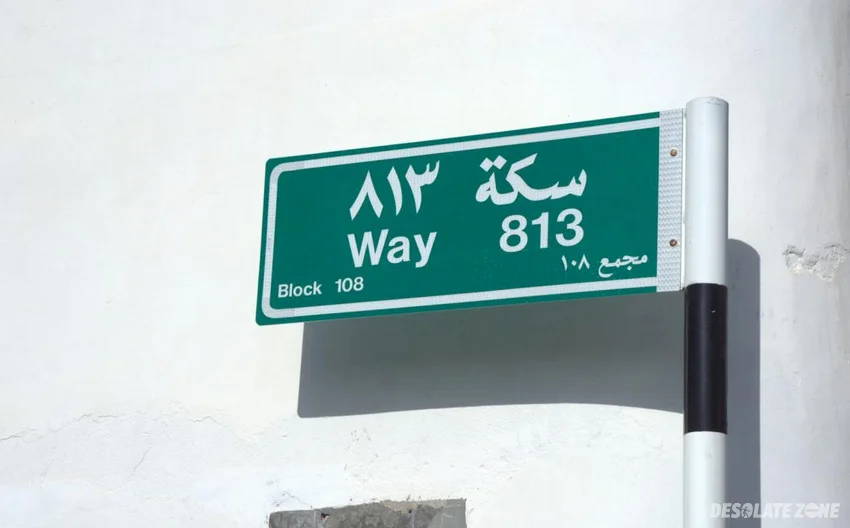 سكة ٨١٣
Way 813
مجمع ١٠٨
Block 108
DESOLATE ZONE